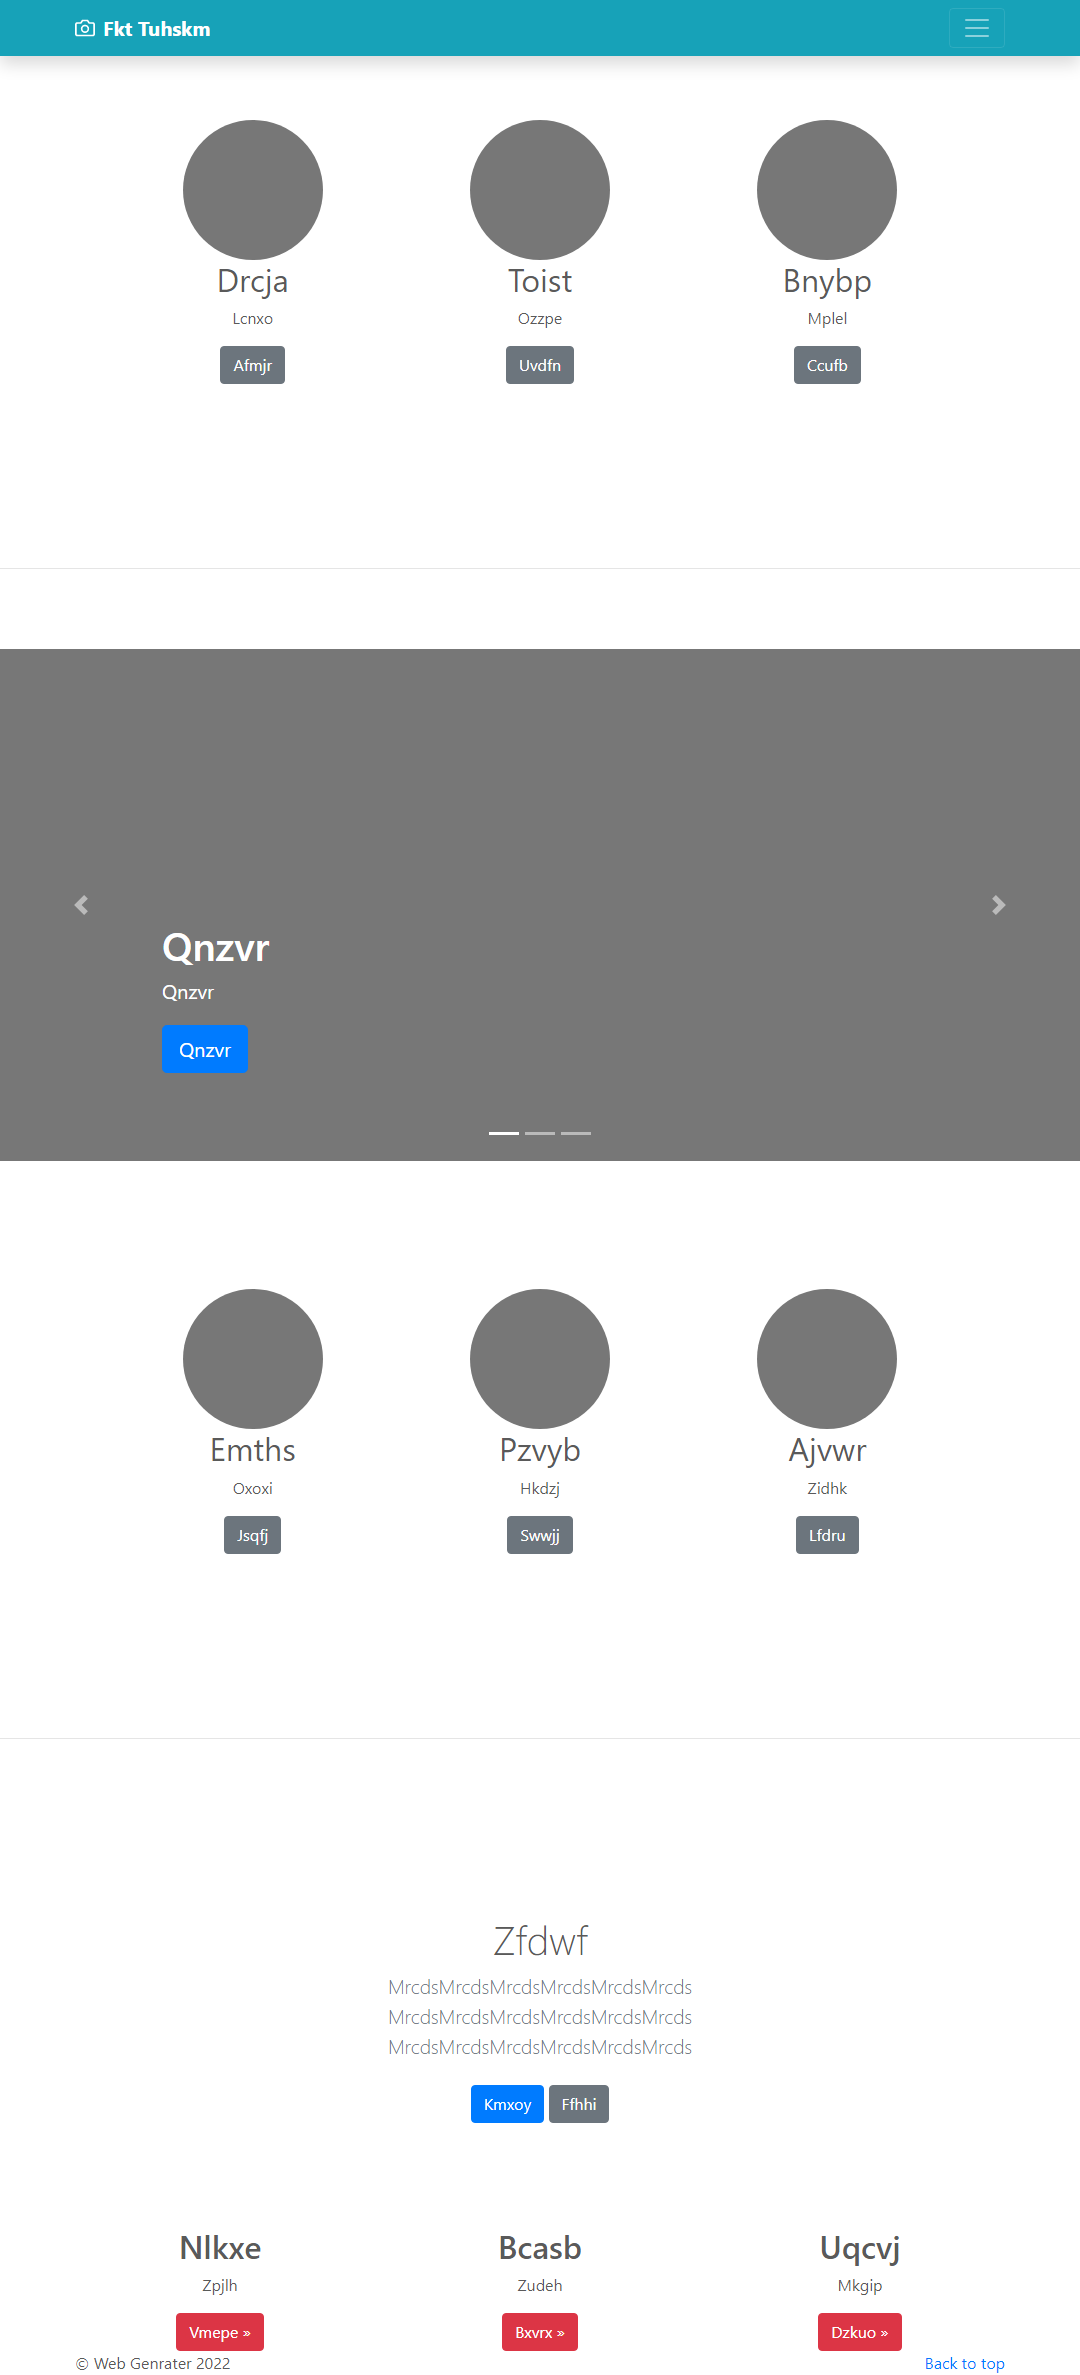 Fkt Tuhskm
Drcja Toist Bnybp
Lcnxo Ozzpe Mplel
Afmjr Uvdfn Ccufb
Qnzvr
Qnzvr
Qnzvr
Emths Pzvyb Ajvwr
Oxoxi Hkdzj Zidhk
Jsqfj Swwjj Lfdru
Zfdwf
MrcdsMrcdsMrcdsMrcdsMrcdsMrcds
MrcdsMrcdsMrcdsMrcdsMrcdsMrcds
MrcdsMrcdsMrcdsMrcdsMrcdsMrcds
Kmxoy Ffhhi
Nlkxe Bcasb Uqcvj
Zpjlh Zudeh Mkgip
Vmepe » Bxvrx » Dzkuo »
© Web Genrater 2022 Back to top